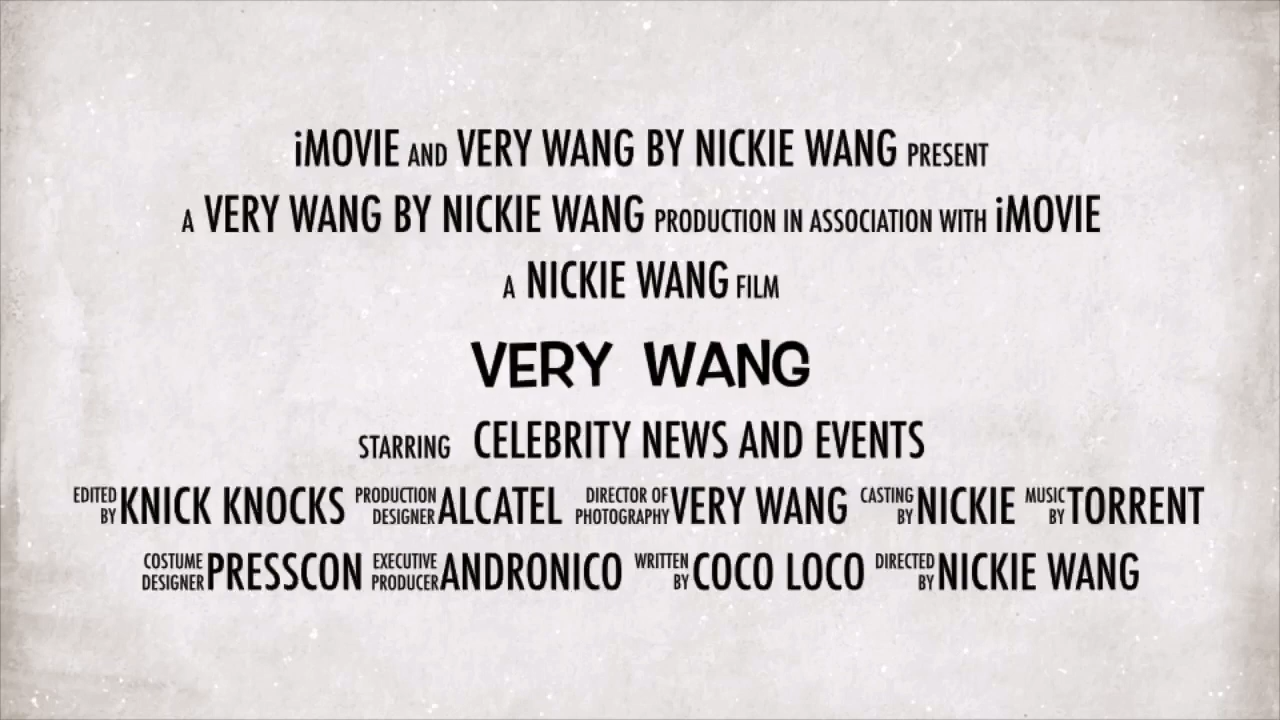 iMOVIE AND VERY WANG BY NICKIE WANG PRESENT
A VERY WANG BY NICKIE WANG PRODUCTION IN ASSOCIATION WITH iMOVIE
A NICKIE WANG FILM
VERY WANG
STARRING CELEBRITY NEWS AND EVENTS
EDITED BY KNICK KNOCKS PRODUCTION DESIGNER ALCATEL DIRECTOR OF PHOTOGRAPHY VERY WANG CASTING BY NICKIE MUSIC BY TORRENT
COSTUME DESIGNER PRESSCON EXECUTIVE PRODUCER ANDRONICO WRITTEN BY COCO LOCO DIRECTED BY NICKIE WANG